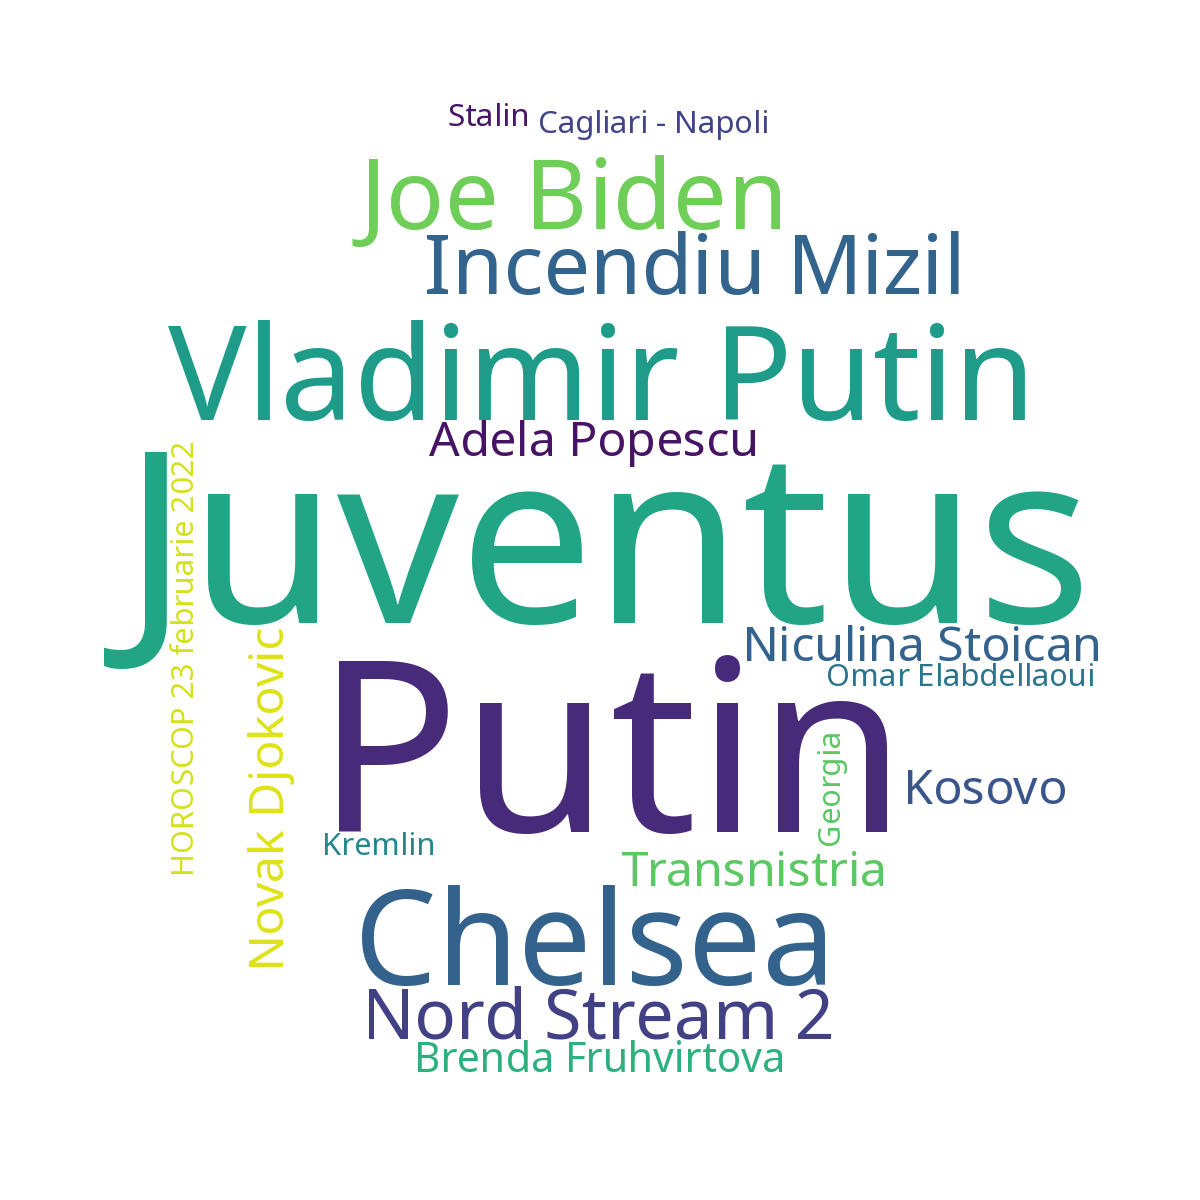 Stalin
Cagliari - Napoli
Joe Biden
Incendiu Mizil
Vladimir Putin
Adela Popescu
Juventus
HOROSCOP 23 februarie 2022
Novak Djokovic
Niculina Stoican
Omar Elabdellaoui
Putin
Georgia
Kosovo
Kremlin
Transnistria
Chelsea
Nord Stream 2
Brenda Fruhvirtova